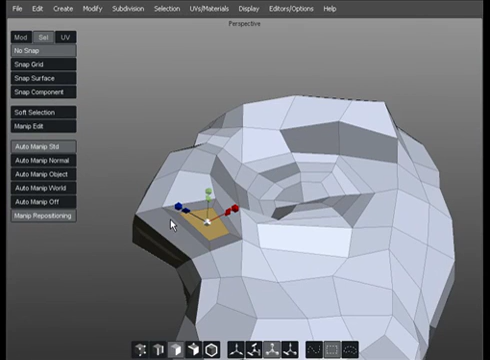 File Edit Create Modify Subdivision Selection UVs/Materials Display Editors/Options Help
Perspective
Mod Sel UV
No Snap
Snap Grid
Snap Surface
Snap Component
Soft Selection
Manip Edit
Auto Manip Std
Auto Manip Normal
Auto Manip Object
Auto Manip World
Auto Manip Off
Manip Repositioning